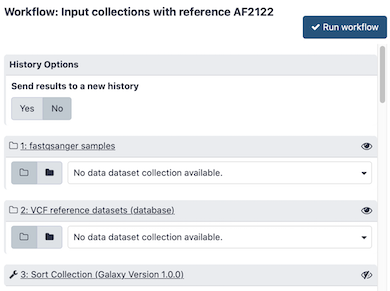 Workflow: Input collections with reference AF2122
Run workflow
History Options
Send results to a new history
Yes No
1: fastqsanger samples
No data dataset collection available.
2: VCF reference datasets (database)
No data dataset collection available.
3: Sort Collection (Galaxy Version 1.0.0)